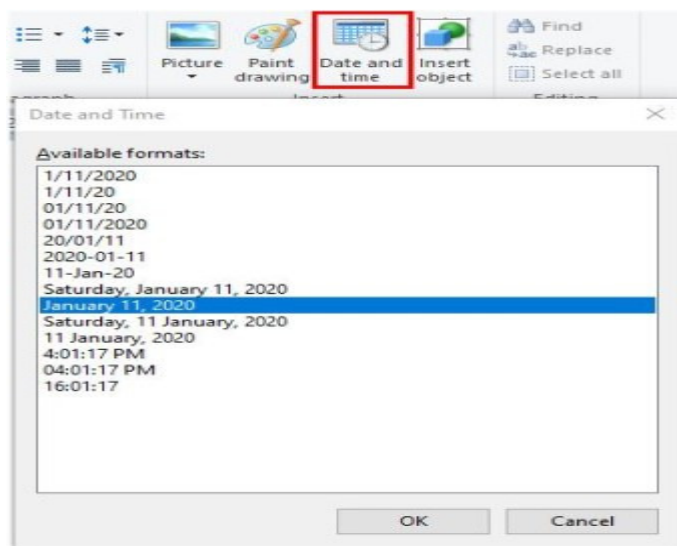 Find
Replace
Select all
Picture
Paint drawing
Date and time
Insert object
Editing
Date and Time
Available formats:
1/11/2020
1/11/20
01/11/20
01/11/2020
20/01/11
2020-01-11
11-Jan-20
Saturday, January 11, 2020
January 11, 2020
Saturday, 11 January, 2020
11 January, 2020
4:01:17 PM
04:01:17 PM
16:01:17
OK
Cancel